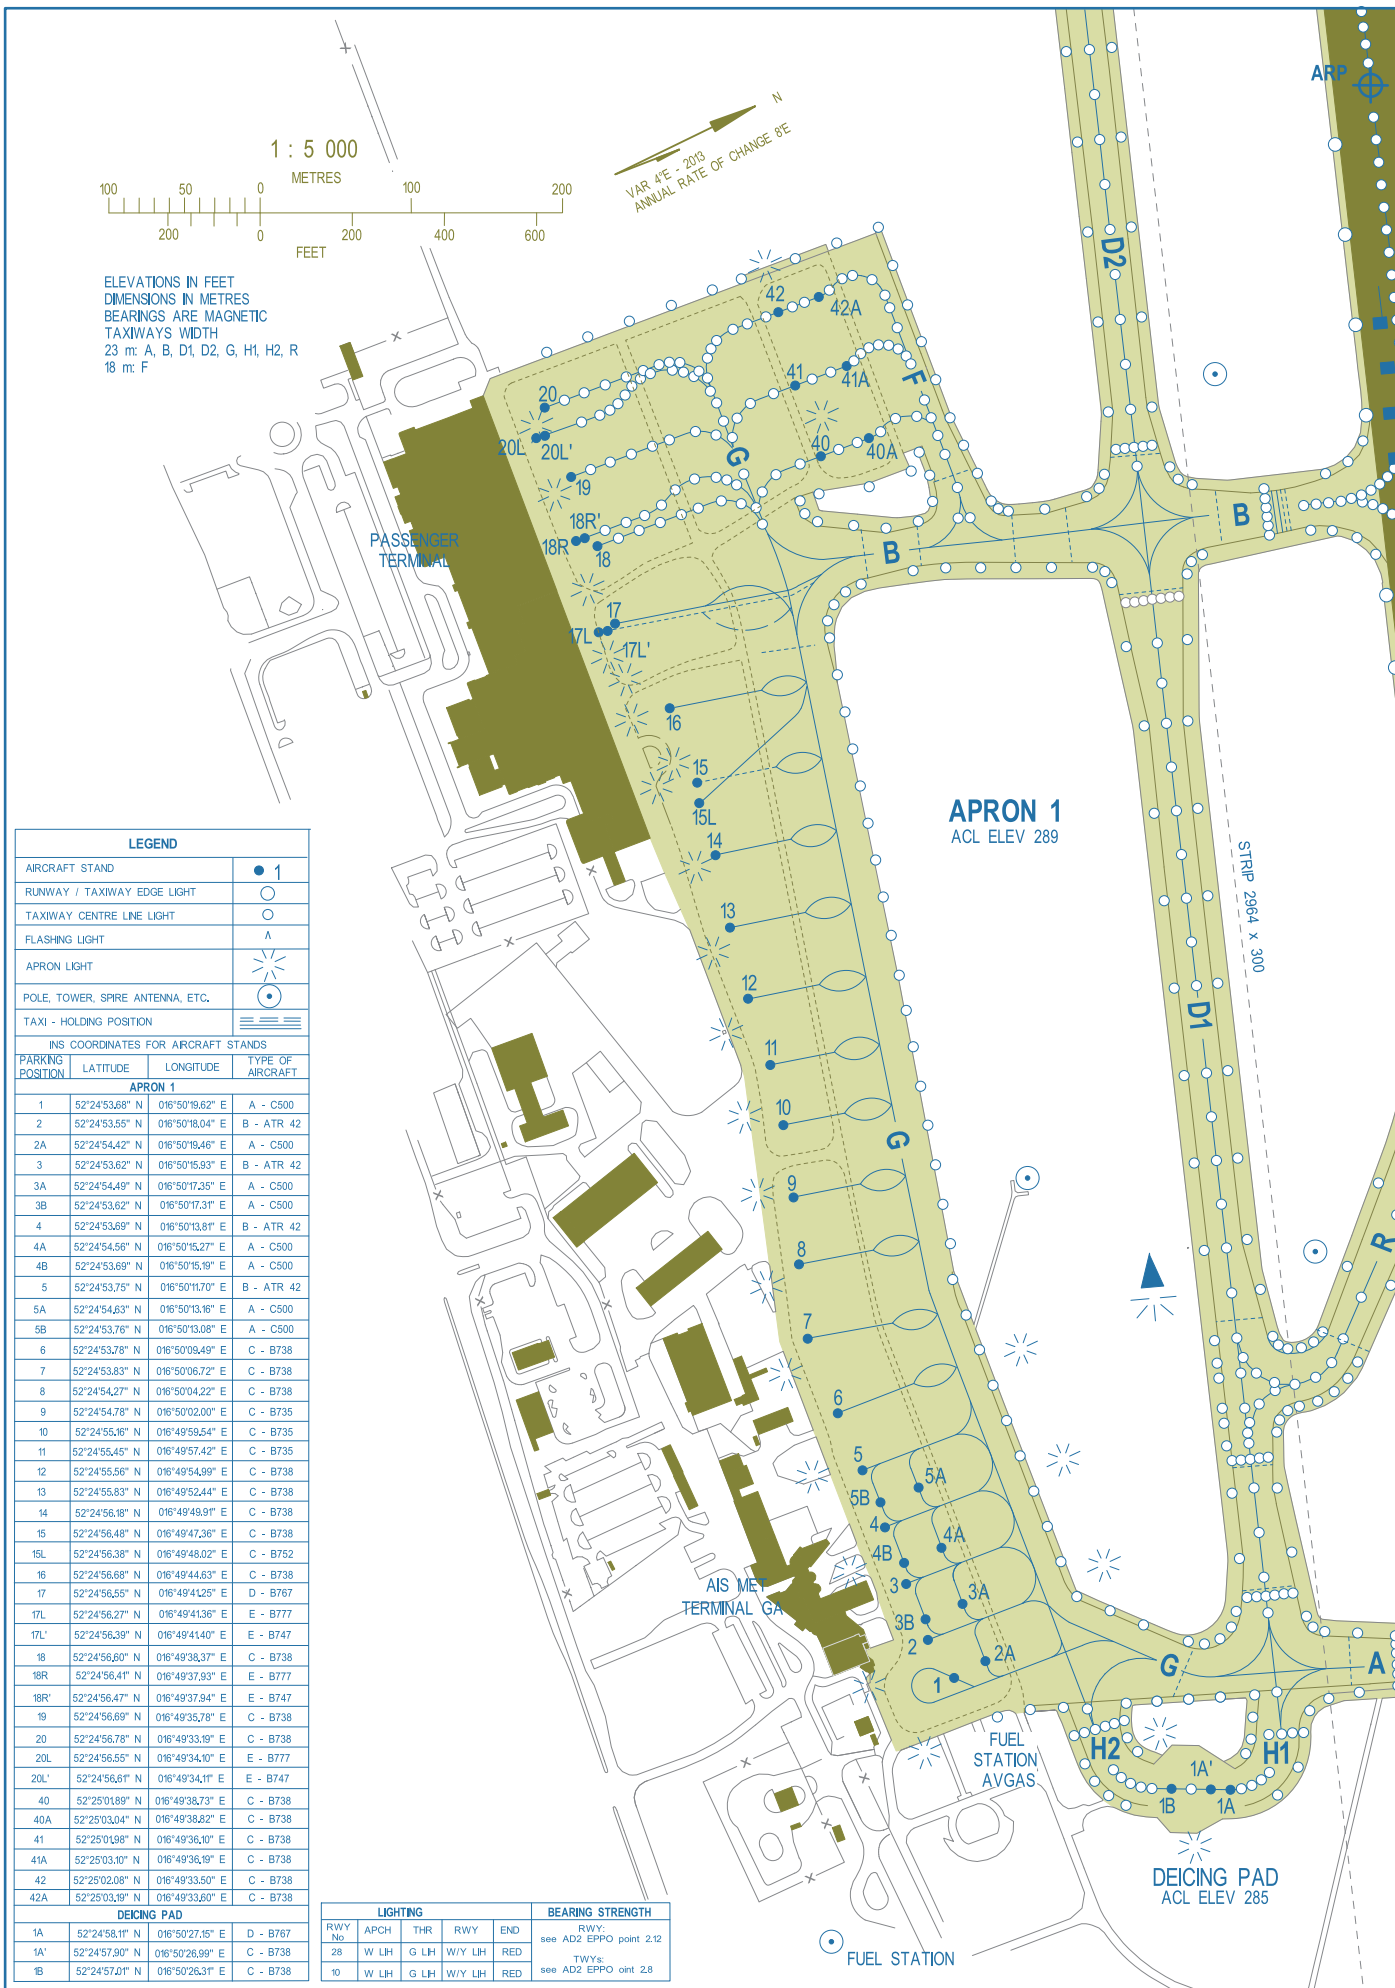 1 : 5 000
METRES
100 50 0 100 200
200 0 200 400 600
FEET
N
VAR 4°E - 2013
ANNUAL RATE OF CHANGE 8'E
ARP
ELEVATIONS IN FEET
DIMENSIONS IN METRES
BEARINGS ARE MAGNETIC
TAXIWAYS WIDTH
23 m: A, B, D1, D2, G, H1, H2, R
18 m: F
D2
42
42A
41
41A
F
20
20L
20L'
G
40
40A
19
18R'
18R
18
B
B
PASSENGER
TERMINAL
17
17L
17L'
16
15
15L
14
APRON 1
ACL ELEV 289
STRIP 2964 x 300
13
12
D1
11
10
G
9
8
R
7
6
5
5A
5B
4
4A
4B
3
3A
3B
2
2A
1
AIS MET
TERMINAL GA
G
A
H2
H1
FUEL
STATION
AVGAS
1A'
1B
1A
DEICING PAD
ACL ELEV 285
FUEL STATION
LEGEND
AIRCRAFT STAND 1
RUNWAY / TAXIWAY EDGE LIGHT
TAXIWAY CENTRE LINE LIGHT
FLASHING LIGHT
APRON LIGHT
POLE, TOWER, SPIRE ANTENNA, ETC.
TAXI - HOLDING POSITION
INS COORDINATES FOR AIRCRAFT STANDS
PARKING POSITION LATITUDE LONGITUDE TYPE OF AIRCRAFT
APRON 1
1 52°24'53,68" N 016°50'19,62" E A - C500
2 52°24'53,55" N 016°50'18,04" E B - ATR 42
2A 52°24'54,42" N 016°50'19,46" E A - C500
3 52°24'53,62" N 016°50'15,93" E B - ATR 42
3A 52°24'54,49" N 016°50'17,35" E A - C500
3B 52°24'53,62" N 016°50'17,31" E A - C500
4 52°24'53,69" N 016°50'13,81" E B - ATR 42
4A 52°24'54,56" N 016°50'15,27" E A - C500
4B 52°24'53,69" N 016°50'15,19" E A - C500
5 52°24'53,75" N 016°50'11,70" E B - ATR 42
5A 52°24'54,63" N 016°50'13,16" E A - C500
5B 52°24'53,76" N 016°50'13,08" E A - C500
6 52°24'53,78" N 016°50'09,49" E C - B738
7 52°24'53,83" N 016°50'06,72" E C - B738
8 52°24'54,27" N 016°50'04,22" E C - B738
9 52°24'54,78" N 016°50'02,00" E C - B735
10 52°24'55,16" N 016°49'59,54" E C - B735
11 52°24'55,45" N 016°49'57,42" E C - B735
12 52°24'55,56" N 016°49'54,99" E C - B738
13 52°24'55,83" N 016°49'52,44" E C - B738
14 52°24'56,18" N 016°49'49,91" E C - B738
15 52°24'56,48" N 016°49'47,36" E C - B738
15L 52°24'56,38" N 016°49'48,02" E C - B752
16 52°24'56,68" N 016°49'44,63" E C - B738
17 52°24'56,55" N 016°49'41,25" E D - B767
17L 52°24'56,27" N 016°49'41,36" E E - B777
17L' 52°24'56,39" N 016°49'41,40" E E - B747
18 52°24'56,60" N 016°49'38,37" E C - B738
18R 52°24'56,41" N 016°49'37,93" E E - B777
18R' 52°24'56,47" N 016°49'37,94" E E - B747
19 52°24'56,69" N 016°49'35,78" E C - B738
20 52°24'56,78" N 016°49'33,19" E C - B738
20L 52°24'56,55" N 016°49'34,10" E E - B777
20L' 52°24'56,61" N 016°49'34,11" E E - B747
40 52°25'01,89" N 016°49'38,73" E C - B738
40A 52°25'03,04" N 016°49'38,82" E C - B738
41 52°25'01,98" N 016°49'36,10" E C - B738
41A 52°25'03,10" N 016°49'36,19" E C - B738
42 52°25'02,08" N 016°49'33,50" E C - B738
42A 52°25'03,19" N 016°49'33,60" E C - B738
DEICING PAD
1A 52°24'58,11" N 016°50'27,15" E D - B767
1A' 52°24'57,90" N 016°50'26,99" E C - B738
1B 52°24'57,01" N 016°50'26,31" E C - B738
LIGHTING
RWY No APCH THR RWY END
28 W LIH G LIH W/Y LIH RED
10 W LIH G LIH W/Y LIH RED
BEARING STRENGTH
RWY:
see AD2 EPPO point 2.12
TWYs:
see AD2 EPPO oint 2.8